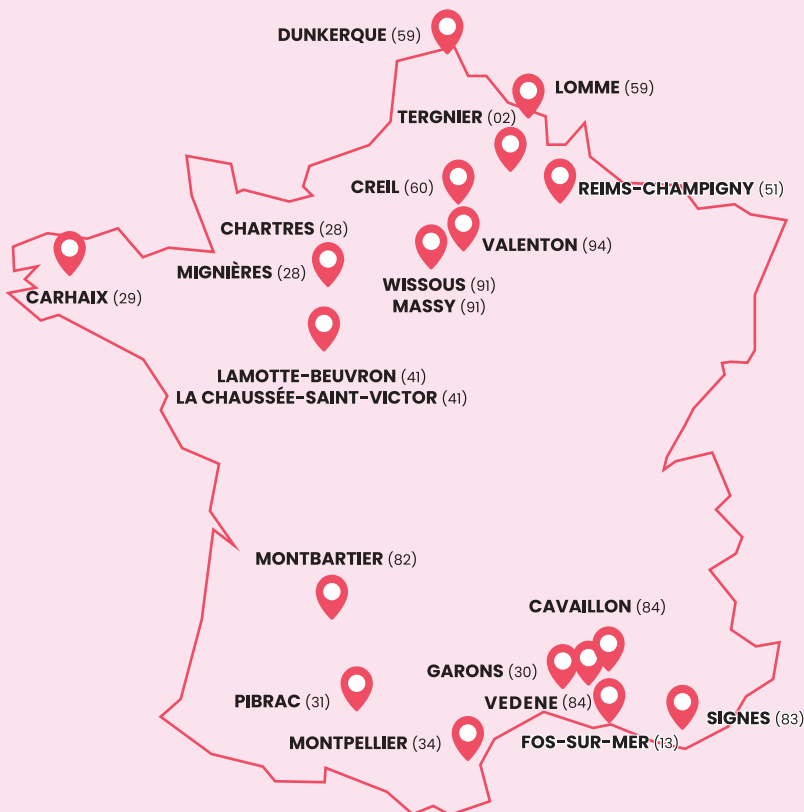 DUNKERQUE (59)
LOMME (59)
TERGNIER (02)
CREIL (60)
REIMS-CHAMPIGNY (51)
CHARTRES (28)
VALENTON (94)
MIGNIÈRES (28)
WISSOUS (91)
MASSY (91)
CARHAIX (29)
LAMOTTE-BEUVRON (41)
LA CHAUSSÉE-SAINT-VICTOR (41)
MONTBARTIER (82)
CAVAILLON (84)
GARONS (30)
PIBRAC (31)
VEDENE (84)
SIGNES (83)
MONTPELLIER (34)
FOS-SUR-MER (13)